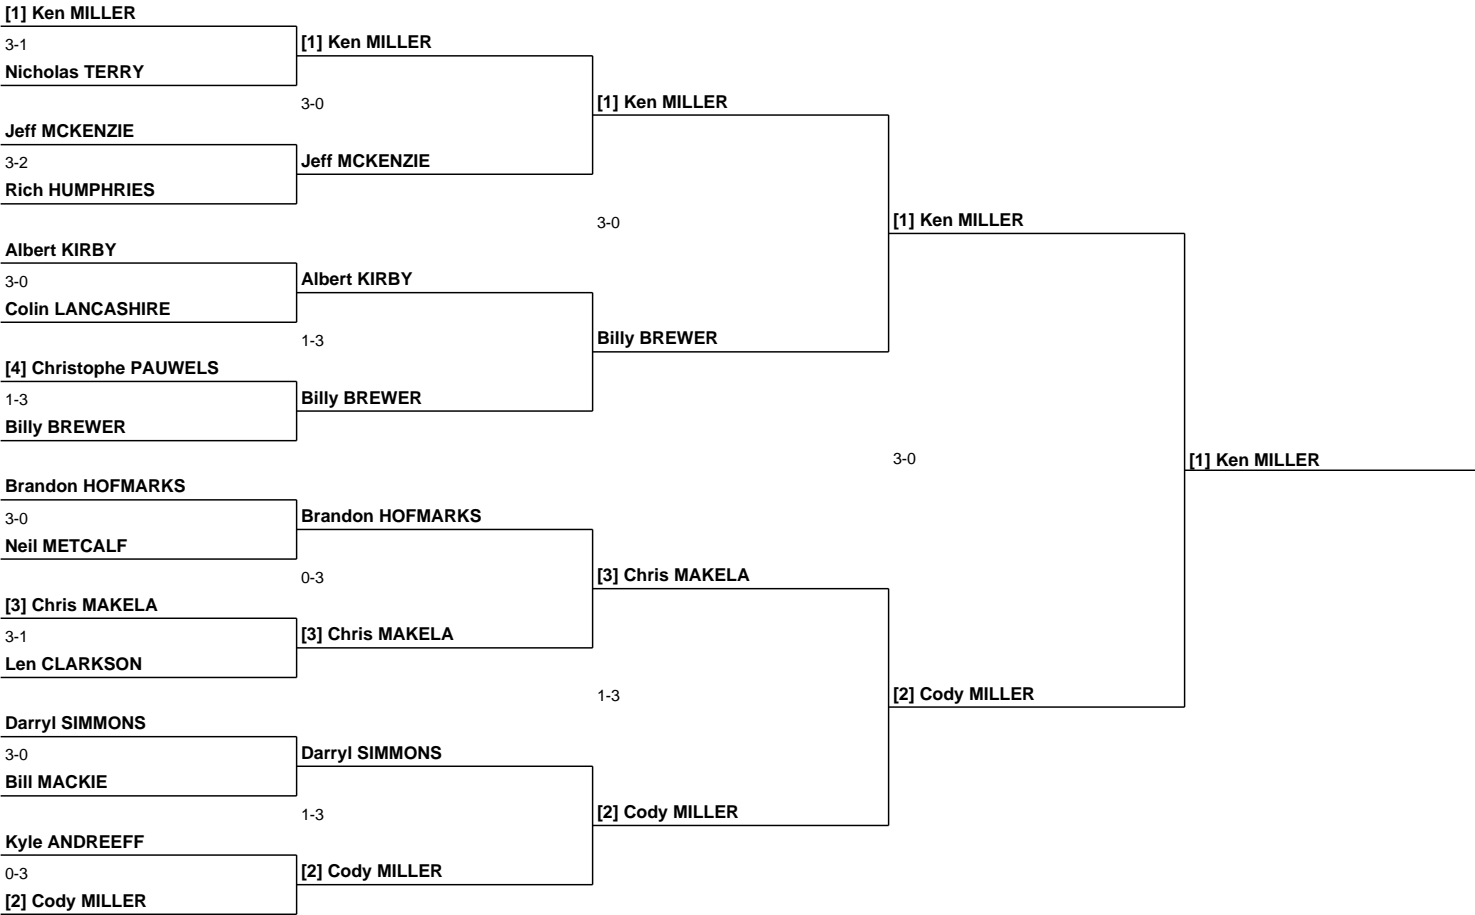 [1] Ken MILLER
3-1
Nicholas TERRY
Jeff MCKENZIE
3-2
Rich HUMPHRIES
Albert KIRBY
3-0
Colin LANCASHIRE
[4] Christophe PAUWELS
1-3
Billy BREWER
Brandon HOFMARKS
3-0
Neil METCALF
[3] Chris MAKELA
3-1
Len CLARKSON
Darryl SIMMONS
3-0
Bill MACKIE
Kyle ANDREEFF
0-3
[2] Cody MILLER
[1] Ken MILLER
3-0
Jeff MCKENZIE
Albert KIRBY
1-3
Billy BREWER
Brandon HOFMARKS
0-3
[3] Chris MAKELA
Darryl SIMMONS
1-3
[2] Cody MILLER
[1] Ken MILLER
3-0
Billy BREWER
[3] Chris MAKELA
1-3
[2] Cody MILLER
[1] Ken MILLER
3-0
[2] Cody MILLER
[1] Ken MILLER